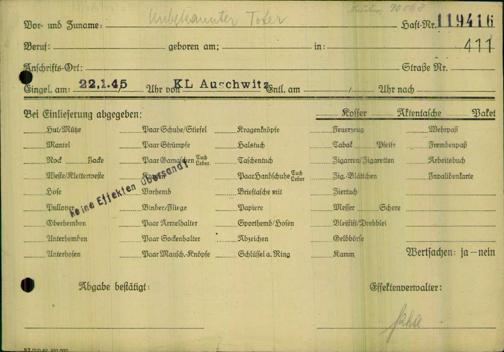 Vor- und Zuname: Unbekannter Toter Haft-Nr. 119416
Beruf: geboren am: in: 411
Anschrifts-Ort: Straße Nr.
Eingel. am: 22.1.45 Uhr von KL Auschwitz Entl. am / Uhr nach
Bei Einlieferung abgegeben: Koffer Aktentasche Paket
Hut/Mütze Paar Schuhe/Stiefel Kragenknöpfe Feuerzeug Wehrpaß
Mantel Paar Strümpfe Halstuch Tabak Pfeife Fremdenpaß
Rock Jacke Paar Gamaschen Tuch Leder Taschentuch Zigarren/Zigaretten Arbeitsbuch
Weste/Kletterweste Kragen Paar Handschuhe Tuch Leder Zig.-Blättchen Invalidenkarte
Hose Vorhemd Brieftasche mit Ziertuch
Pullover Binder/Fliege Papiere Messer Schere
Oberhemden Paar Ärmelhalter Sporthemd/Hosen Bleistift/Drehblei
Unterhemden Paar Sockenhalter Abzeichen Geldbörse
Unterhosen Paar Mansch.-Knöpfe Schlüssel a. Ring Kamm Wertsachen: ja—nein
Keine Effekten übersandt
Abgabe bestätigt: Effektenverwalter: